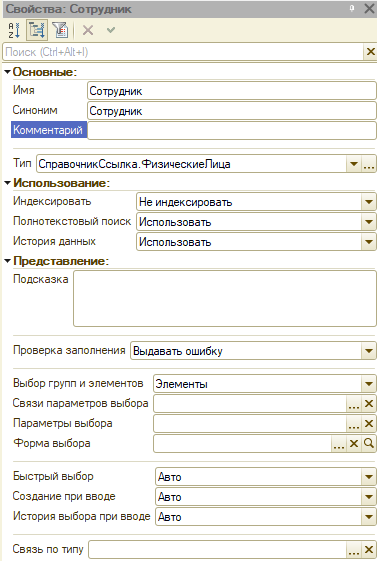 Свойства: Сотрудник
Поиск (Ctrl+Alt+I)
Основные:
Имя Сотрудник
Синоним Сотрудник
Комментарий
Тип СправочникСсылка.ФизическиеЛица
Использование:
Индексировать Не индексировать
Полнотекстовый поиск Использовать
История данных Использовать
Представление:
Подсказка
Проверка заполнения Выдавать ошибку
Выбор групп и элементов Элементы
Связи параметров выбора
Параметры выбора
Форма выбора
Быстрый выбор Авто
Создание при вводе Авто
История выбора при вводе Авто
Связь по типу